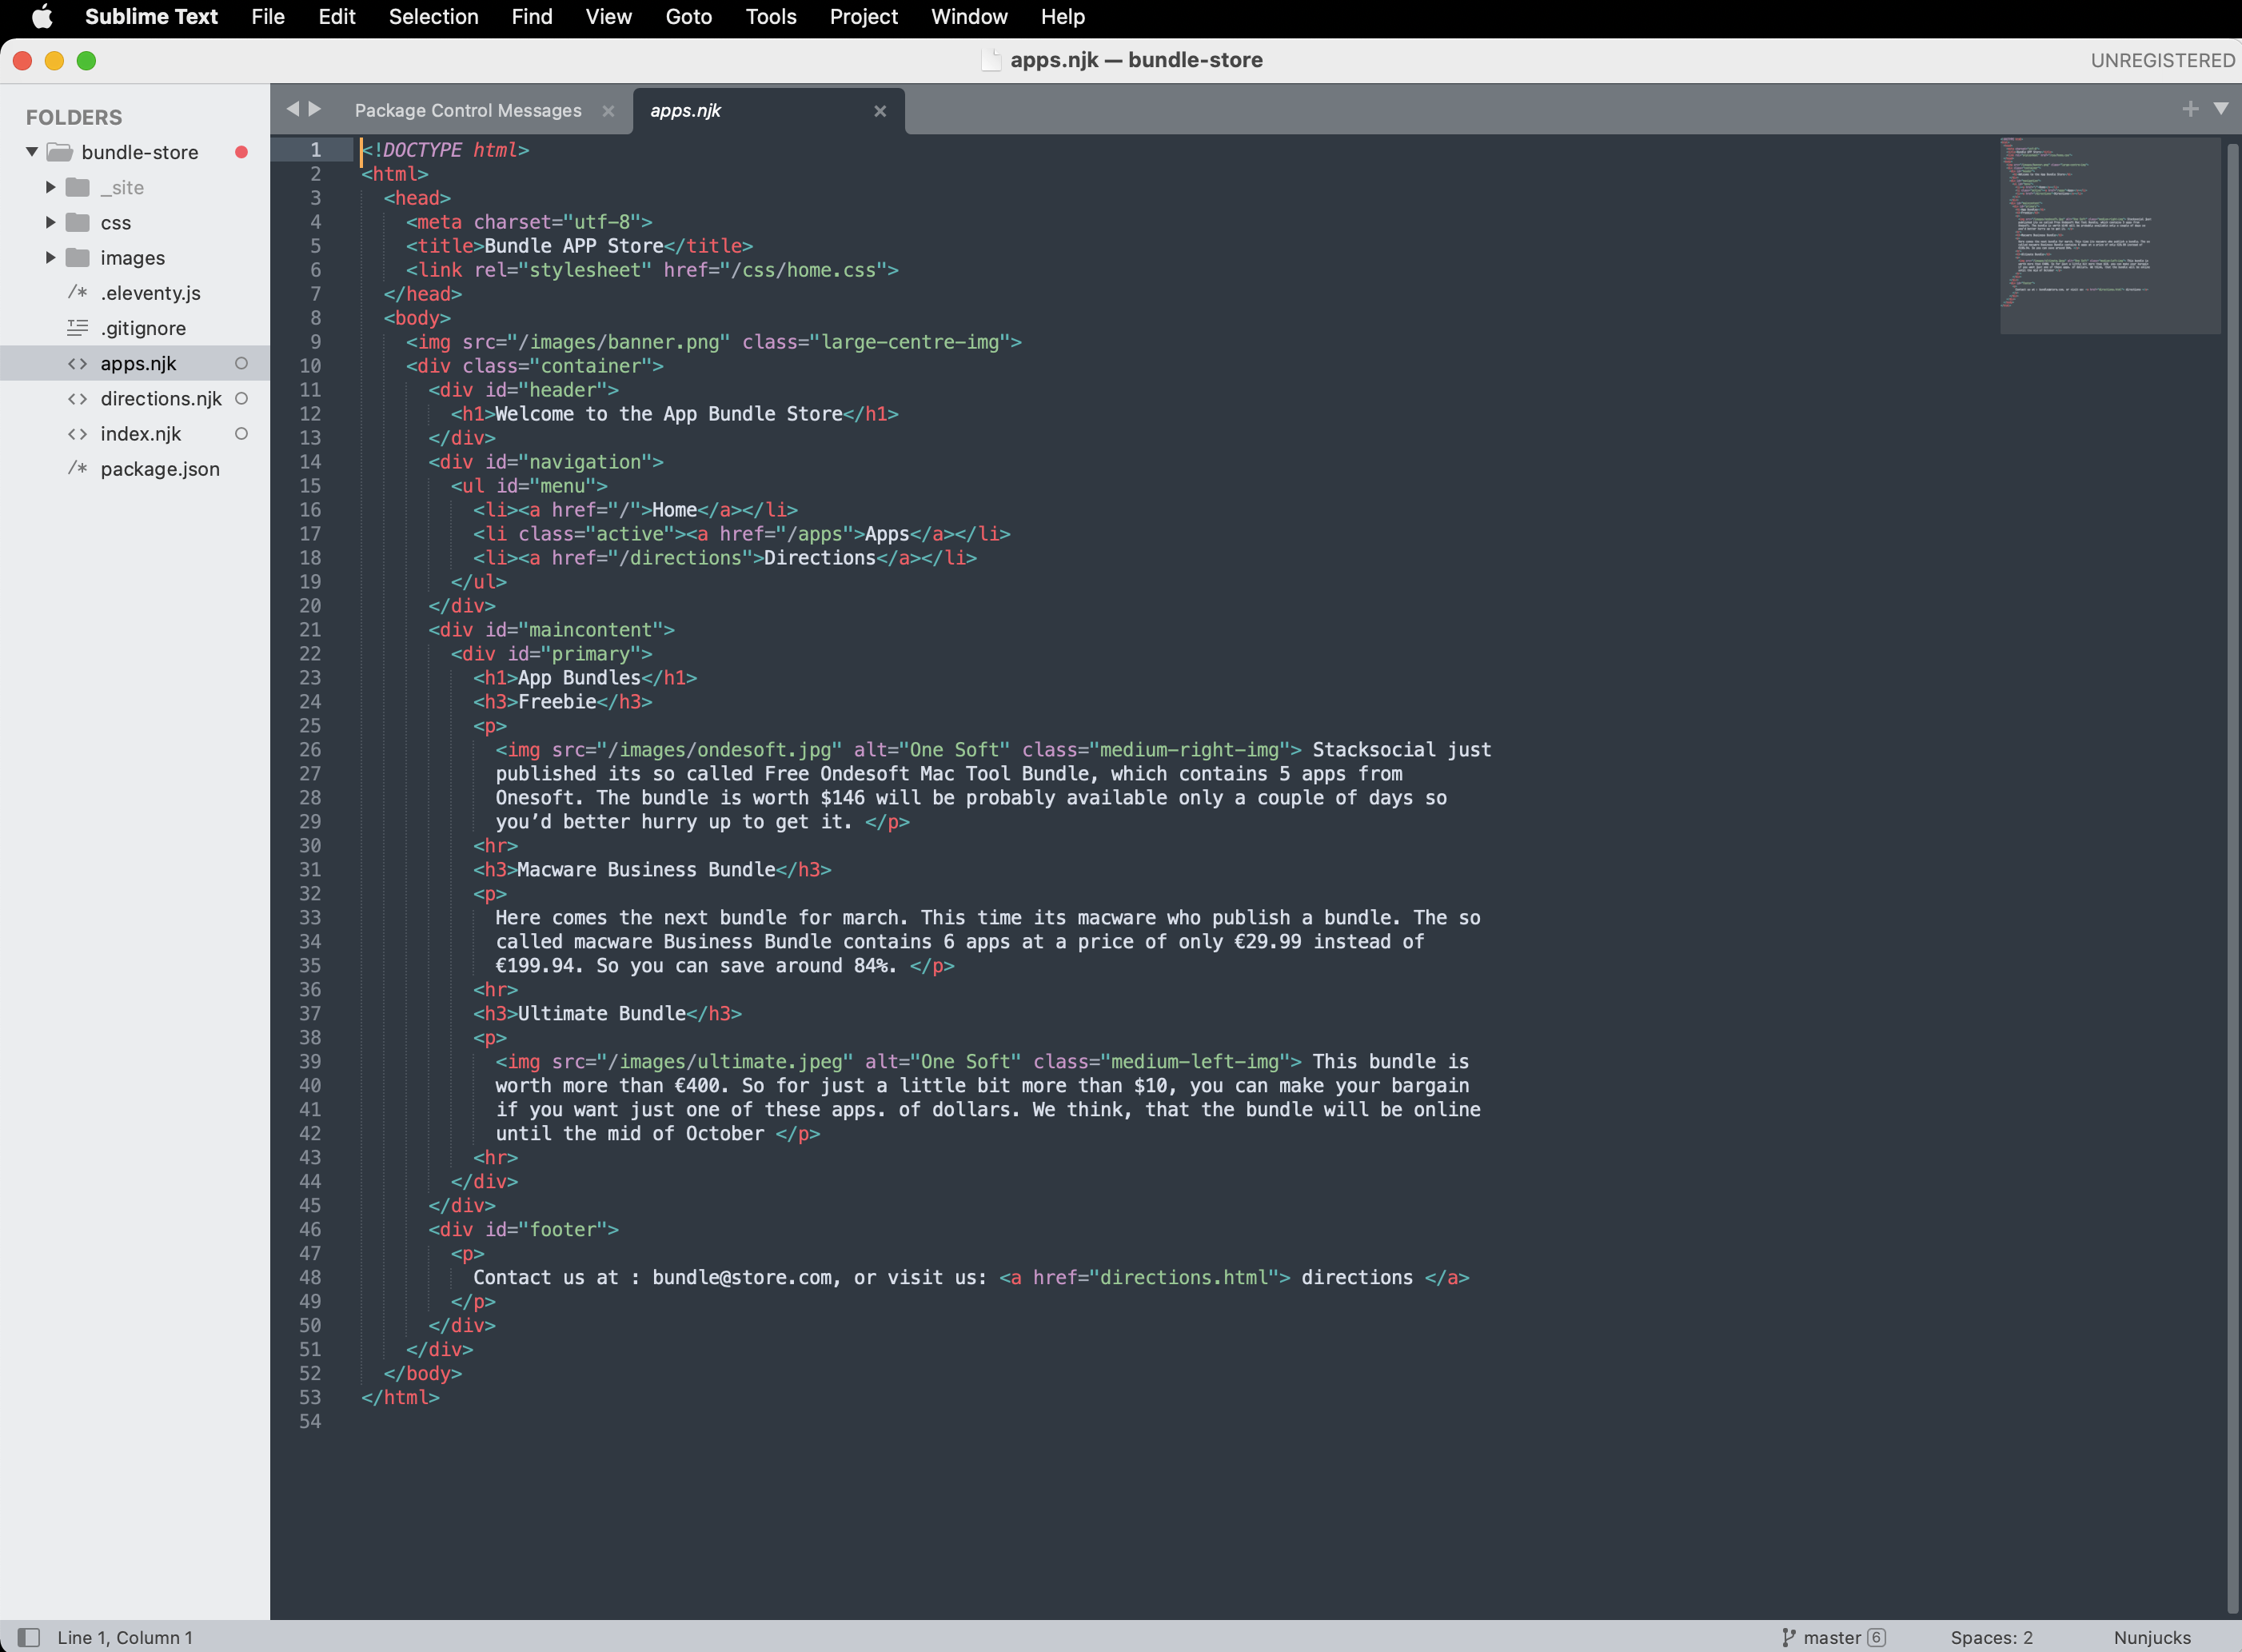 Sublime Text File Edit Selection Find View Goto Tools Project Window Help
apps.njk — bundle-store
UNREGISTERED
FOLDERS
bundle-store
_site
css
images
/* .eleventy.js
.gitignore
<> apps.njk
<> directions.njk
<> index.njk
/* package.json
Package Control Messages
apps.njk
1 <!DOCTYPE html>
2 <html>
3 <head>
4 <meta charset="utf-8">
5 <title>Bundle APP Store</title>
6 <link rel="stylesheet" href="/css/home.css">
7 </head>
8 <body>
9 <img src="/images/banner.png" class="large-centre-img">
10 <div class="container">
11 <div id="header">
12 <h1>Welcome to the App Bundle Store</h1>
13 </div>
14 <div id="navigation">
15 <ul id="menu">
16 <li><a href="/">Home</a></li>
17 <li class="active"><a href="/apps">Apps</a></li>
18 <li><a href="/directions">Directions</a></li>
19 </ul>
20 </div>
21 <div id="maincontent">
22 <div id="primary">
23 <h1>App Bundles</h1>
24 <h3>Freebie</h3>
25 <p>
26 <img src="/images/ondesoft.jpg" alt="One Soft" class="medium-right-img"> Stacksocial just
27 published its so called Free Ondesoft Mac Tool Bundle, which contains 5 apps from
28 Onesoft. The bundle is worth $146 will be probably available only a couple of days so
29 you’d better hurry up to get it. </p>
30 <hr>
31 <h3>Macware Business Bundle</h3>
32 <p>
33 Here comes the next bundle for march. This time its macware who publish a bundle. The so
34 called macware Business Bundle contains 6 apps at a price of only €29.99 instead of
35 €199.94. So you can save around 84%. </p>
36 <hr>
37 <h3>Ultimate Bundle</h3>
38 <p>
39 <img src="/images/ultimate.jpeg" alt="One Soft" class="medium-left-img"> This bundle is
40 worth more than €400. So for just a little bit more than $10, you can make your bargain
41 if you want just one of these apps. of dollars. We think, that the bundle will be online
42 until the mid of October </p>
43 <hr>
44 </div>
45 </div>
46 <div id="footer">
47 <p>
48 Contact us at : bundle@store.com, or visit us: <a href="directions.html"> directions </a>
49 </p>
50 </div>
51 </div>
52 </body>
53 </html>
54
Line 1, Column 1
master 6
Spaces: 2
Nunjucks